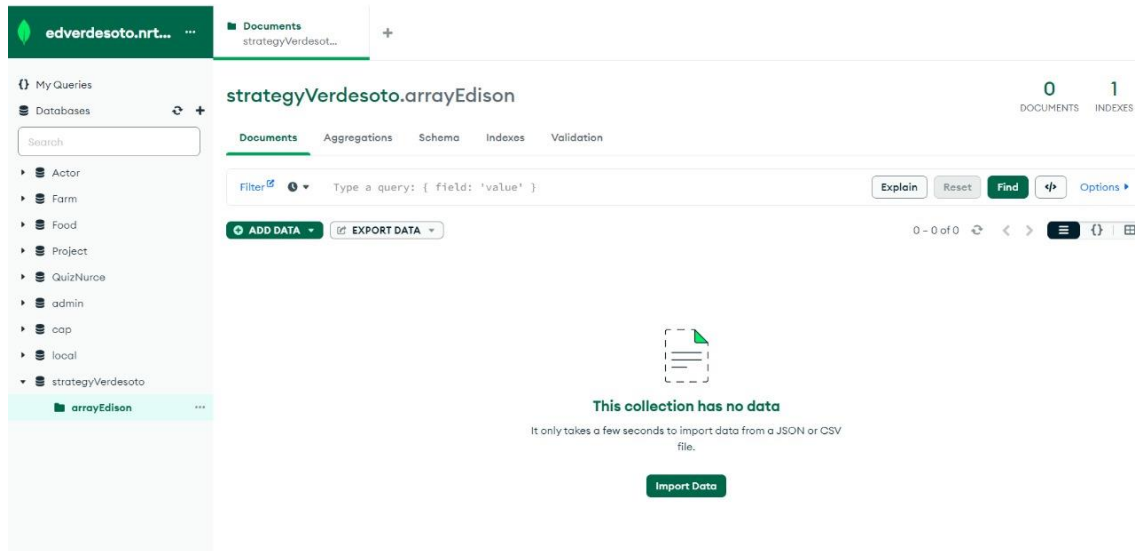 edverdesoto.nrt... ...
Documents
strategyVerdesot...
+
{} My Queries
Databases
+
Search
Actor
Farm
Food
Project
QuizNurce
admin
cap
local
strategyVerdesoto
arrayEdison ...
strategyVerdesoto.arrayEdison
0
DOCUMENTS
1
INDEXES
Documents Aggregations Schema Indexes Validation
Filter Type a query: { field: 'value' } Explain Reset Find </> Options
ADD DATA EXPORT DATA 0 – 0 of 0 < > {}
This collection has no data
It only takes a few seconds to import data from a JSON or CSV
file.
Import Data